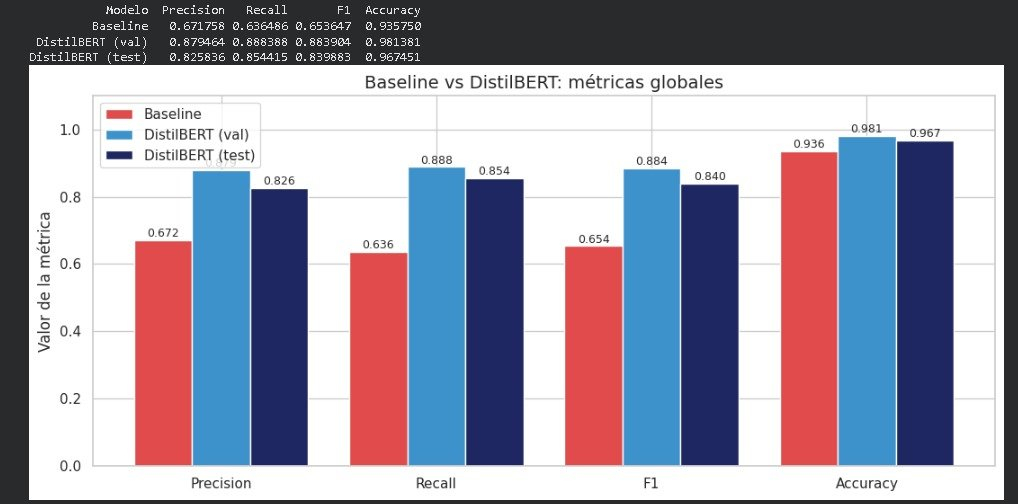 Modelo Precision Recall F1 Accuracy
Baseline 0.671758 0.636486 0.653647 0.935750
DistilBERT (val) 0.879464 0.888388 0.883904 0.981381
DistilBERT (test) 0.825836 0.854415 0.839883 0.967451
Baseline vs DistilBERT: métricas globales
Baseline
DistilBERT (val)
DistilBERT (test)
Valor de la métrica
1.0
0.8
0.6
0.4
0.2
0.0
0.672
0.879
0.826
0.636
0.888
0.854
0.654
0.884
0.840
0.936
0.981
0.967
Precision
Recall
F1
Accuracy